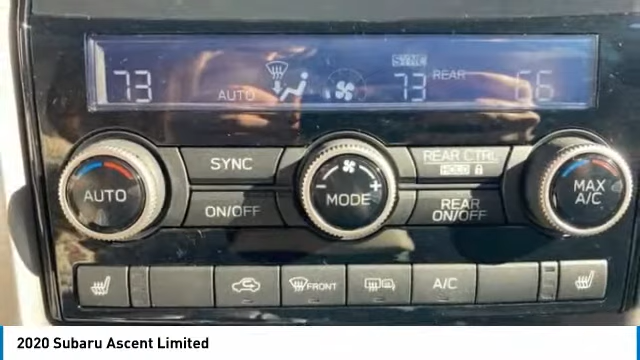 73 AUTO SYNC 73 REAR 66
AUTO SYNC MODE REAR CTRL HOLD MAX A/C
ON/OFF REAR ON/OFF
FRONT A/C
2020 Subaru Ascent Limited